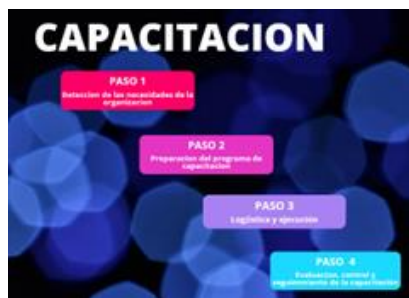 CAPACITACION
PASO 1
Deteccion de las necesidades de la
organizacion
PASO 2
Preparacion del programa de
capacitacion
PASO 3
Logistica y ejecucion
PASO 4
Evaluacion, control y
seguimiento de la capacitacion